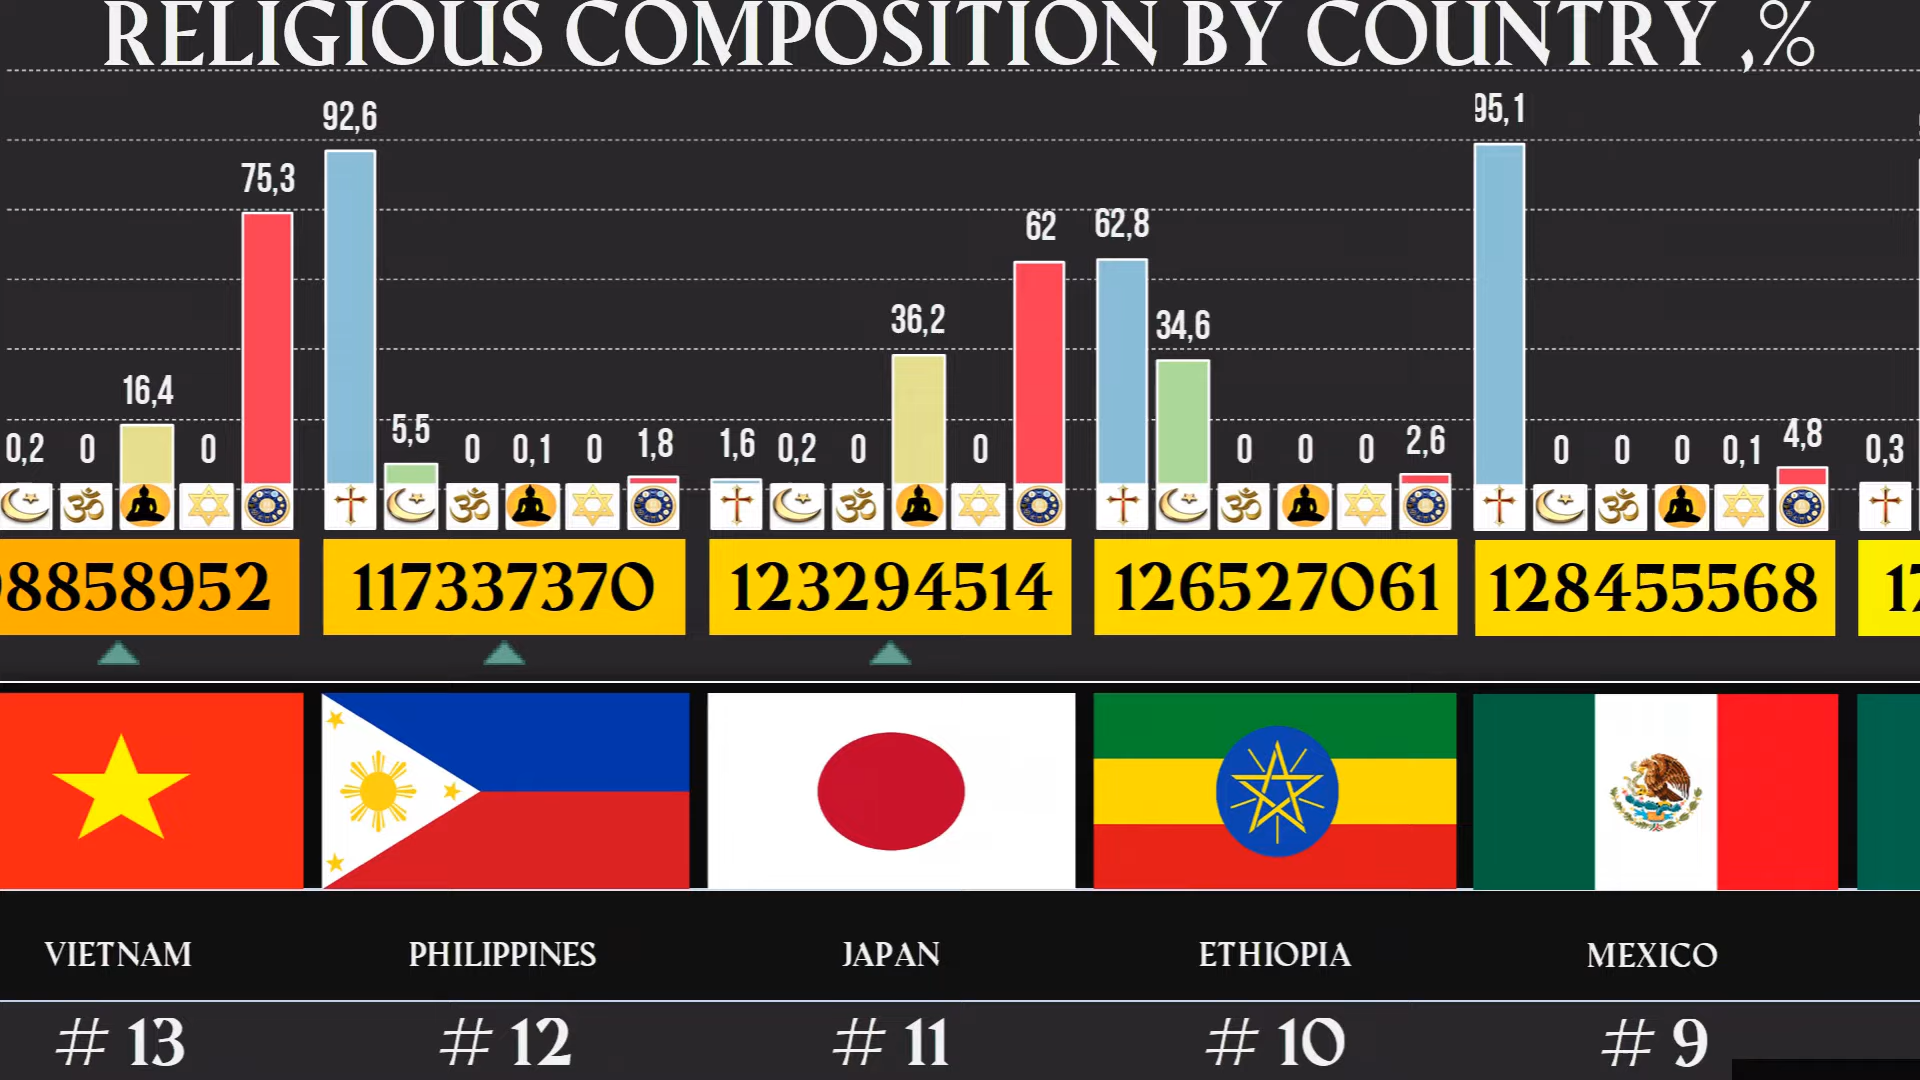 RELIGIOUS COMPOSITION BY COUNTRY ,%
0,2 0 16,4 0 75,3
92,6 5,5 0 0,1 0 1,8
1,6 0,2 0 36,2 0 62
62,8 34,6 0 0 0 2,6
95,1 0 0 0 0,1 4,8
0,3
8858952 117337370 123294514 126527061 128455568 17
VIETNAM PHILIPPINES JAPAN ETHIOPIA MEXICO
# 13 # 12 # 11 # 10 # 9